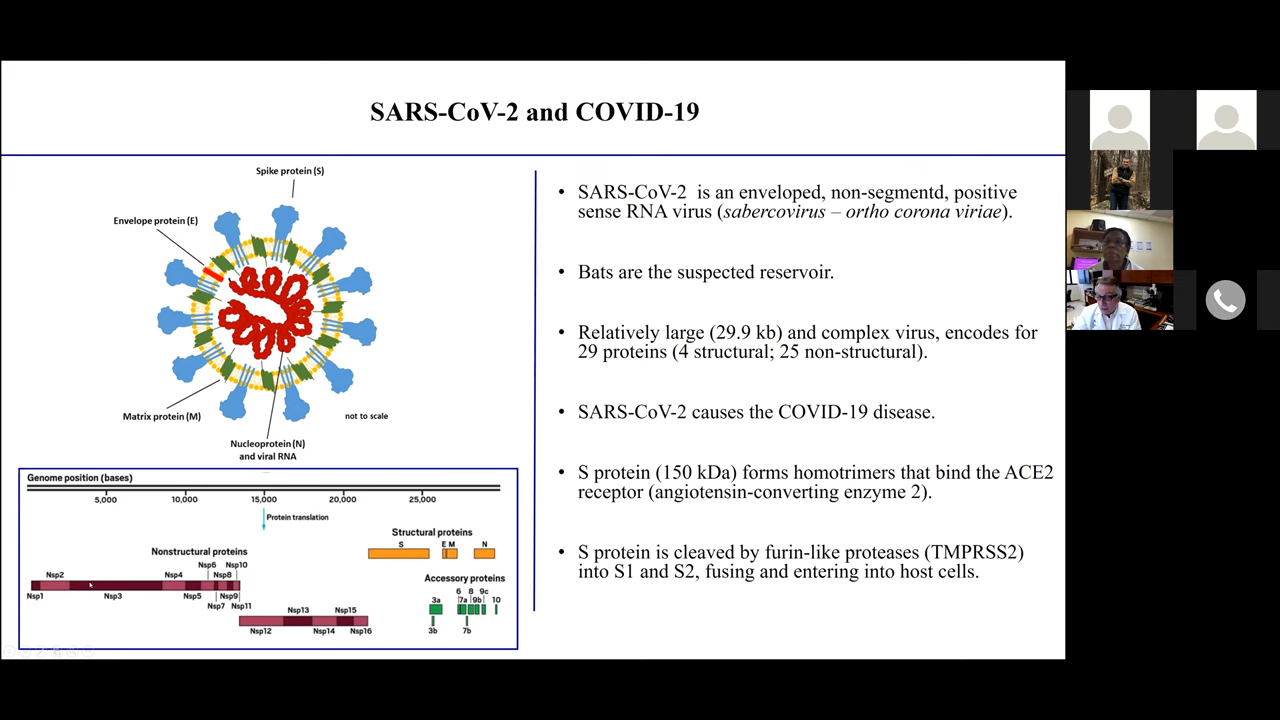 SARS-CoV-2 and COVID-19
Spike protein (S)
Envelope protein (E)
Matrix protein (M)
not to scale
Nucleoprotein (N)
and viral RNA
• SARS-CoV-2 is an enveloped, non-segmentd, positive
sense RNA virus (sabercovirus – ortho corona viriae).
• Bats are the suspected reservoir.
• Relatively large (29.9 kb) and complex virus, encodes for
29 proteins (4 structural; 25 non-structural).
• SARS-CoV-2 causes the COVID-19 disease.
• S protein (150 kDa) forms homotrimers that bind the ACE2
receptor (angiotensin-converting enzyme 2).
• S protein is cleaved by furin-like proteases (TMPRSS2)
into S1 and S2, fusing and entering into host cells.
Genome position (bases)
5,000 10,000 15,000 20,000 25,000
Protein translation
Structural proteins
S E M N
Nonstructural proteins
Nsp6 Nsp10
Nsp2 Nsp4 Nsp8
Nsp1 Nsp3 Nsp5 Nsp9
Nsp7 Nsp11
Nsp13 Nsp15
Nsp12 Nsp14 Nsp16
Accessory proteins
6 8 9c
3a 7a 9b 10
3b 7b